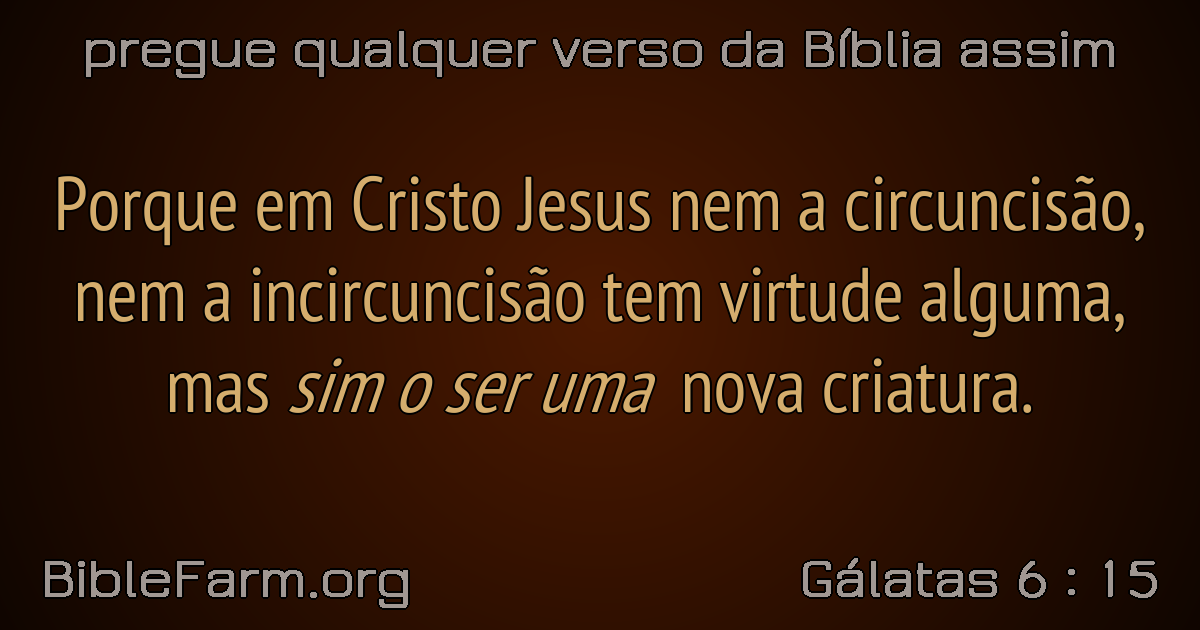 pregue qualquer verso da Bíblia assim
Porque em Cristo Jesus nem a circuncisão,
nem a incircuncisão tem virtude alguma,
mas sim o ser uma nova criatura.
BibleFarm.org
Gálatas 6 : 15